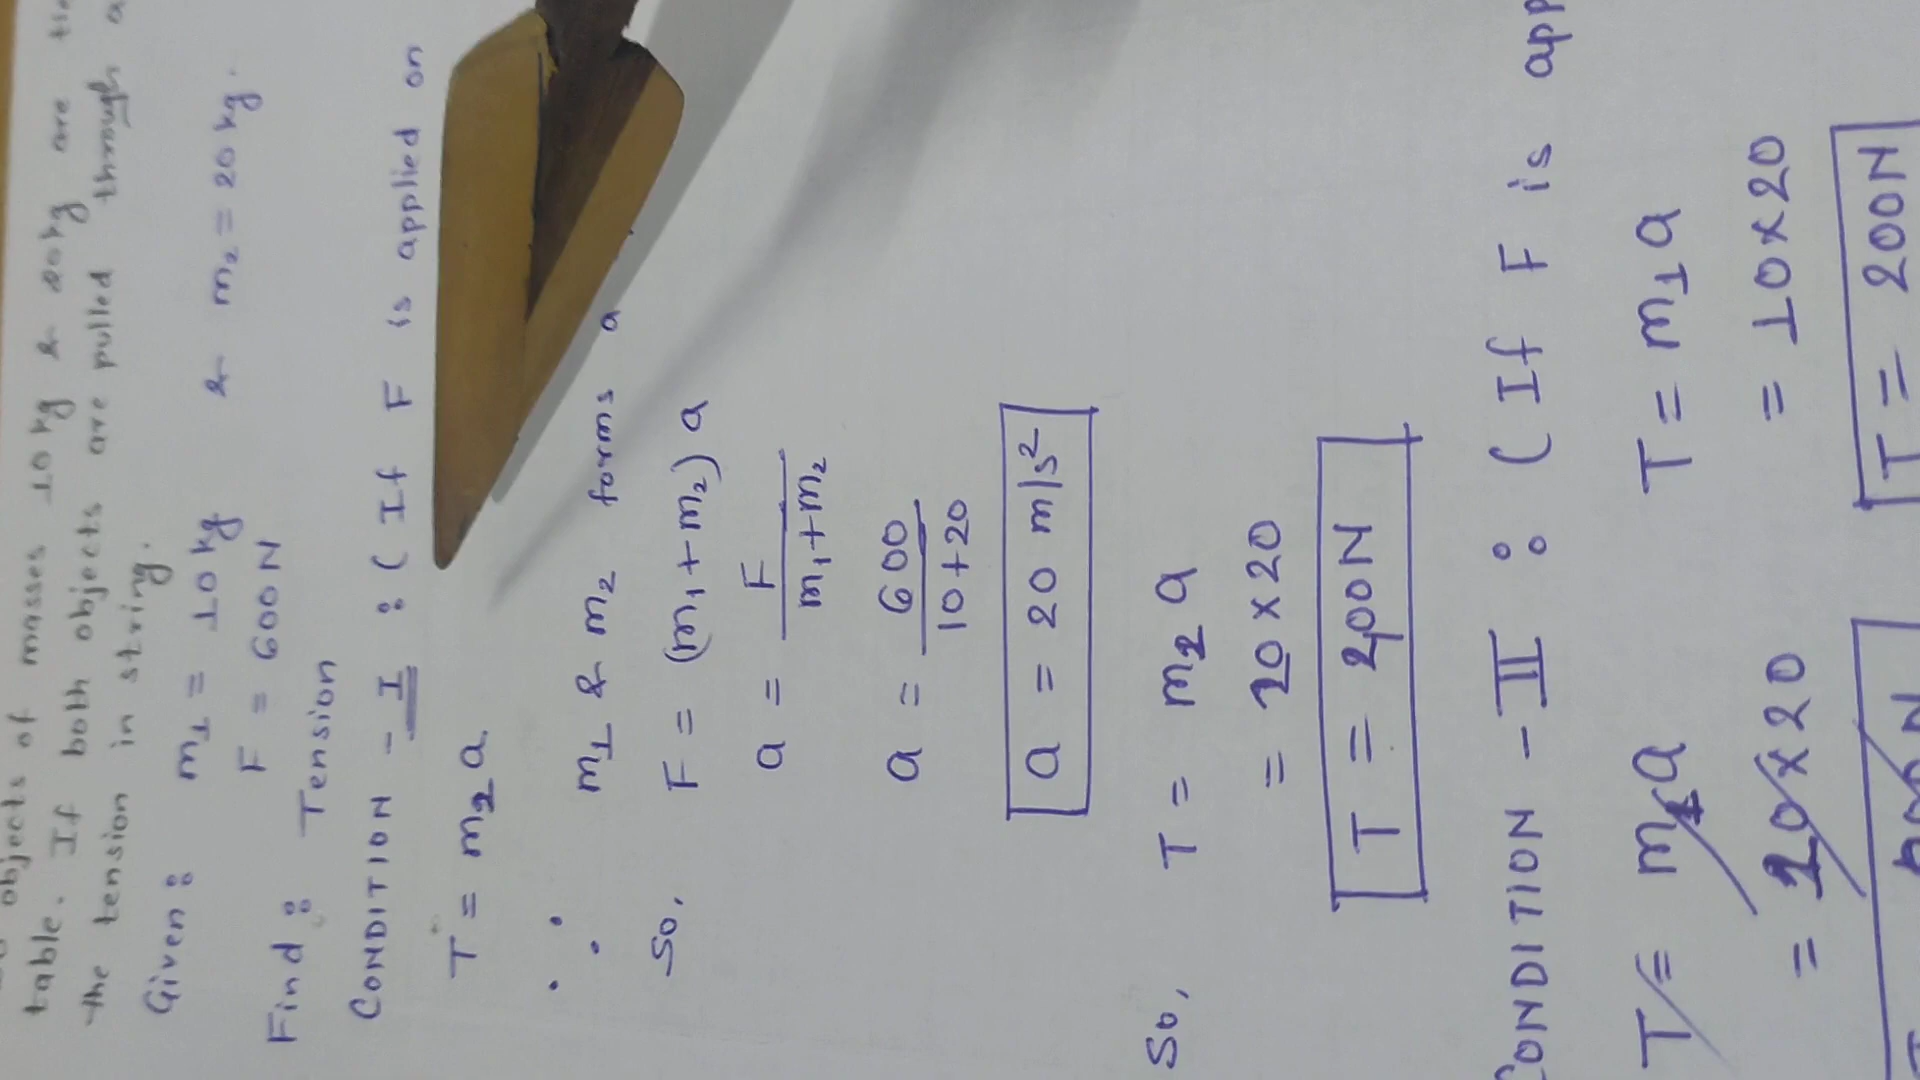 objects of masses 10 kg & 20 kg are
table. If both objects are pulled through a
the tension in string.
Given : m1 = 10 kg & m2 = 20 kg.
F = 600 N
Find : Tension
CONDITION - I : ( If F is applied on
T = m2 a
∴ m1 & m2 forms a
So, F = (m1 + m2) a
a = F / m1 + m2
a = 600 / 10 + 20
a = 20 m/s²
So, T = m2 a
= 20 × 20
T = 200N
CONDITION - II : ( If F is app
T = m1 a T = m1 a
= 20 × 20 = 10 × 20
T = 200N